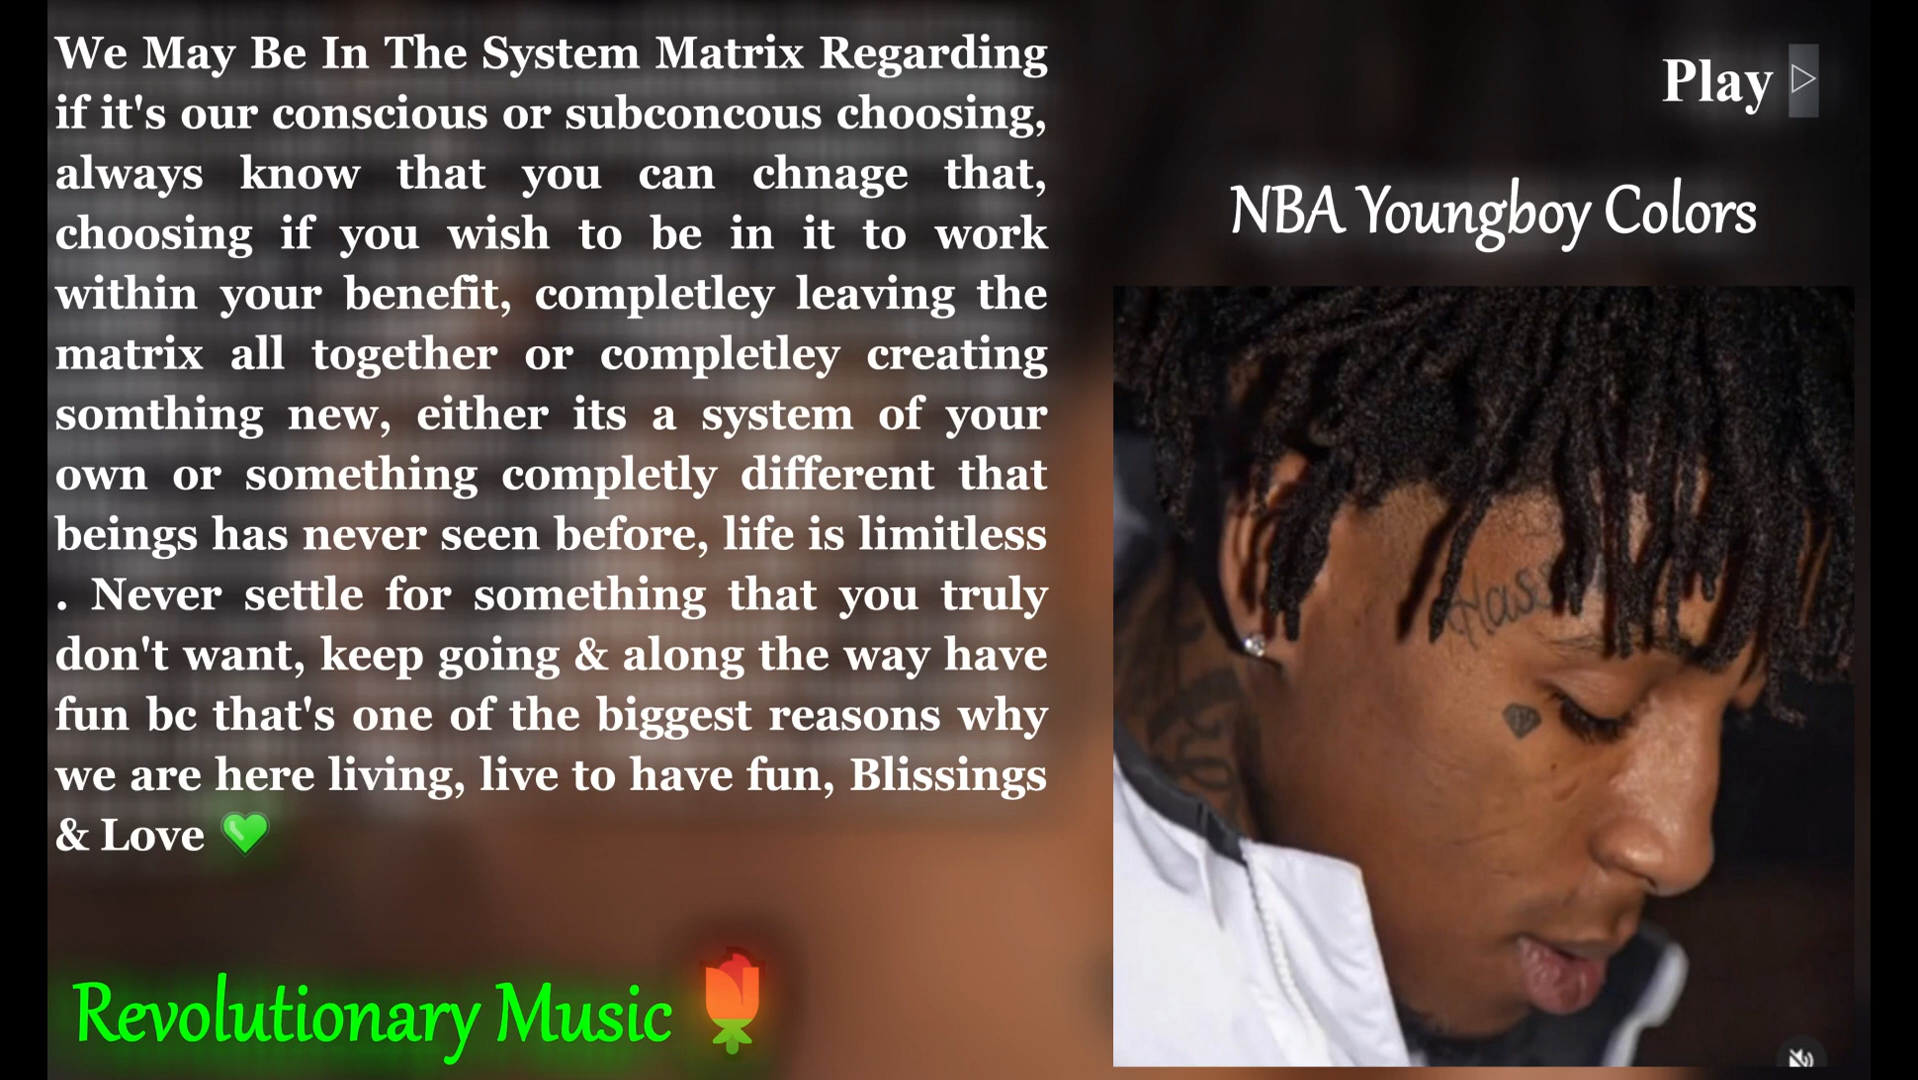 We May Be In The System Matrix Regarding
if it's our conscious or subconcous choosing,
always know that you can chnage that,
choosing if you wish to be in it to work
within your benefit, completley leaving the
matrix all together or completley creating
somthing new, either its a system of your
own or something completly different that
beings has never seen before, life is limitless
. Never settle for something that you truly
don't want, keep going & along the way have
fun bc that's one of the biggest reasons why
we are here living, live to have fun, Blissings
& Love 💚
Revolutionary Music 🌹
Play ▷
NBA Youngboy Colors